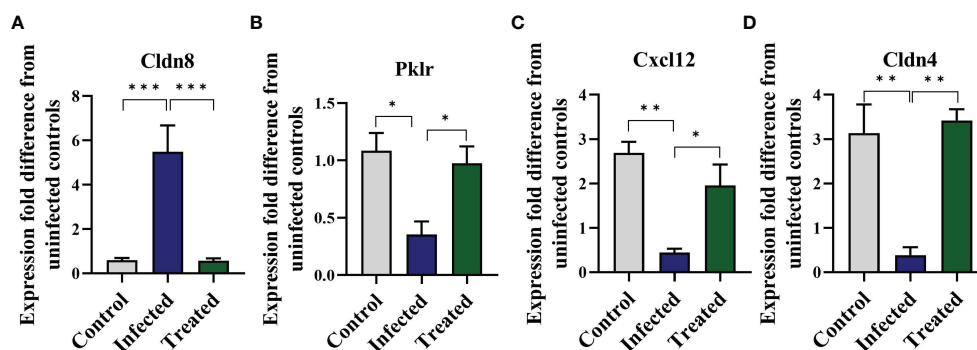 A
Cldn8
Expression fold difference from
uninfected controls
8
6
4
2
0
***
***
Control
Infected
Treated
B
Pklr
Expression fold difference from
uninfected controls
1.5
1.0
0.5
0.0
*
*
Control
Infected
Treated
C
Cxcl12
Expression fold difference from
uninfected controls
4
3
2
1
0
**
*
Control
Infected
Treated
D
Cldn4
Expression fold difference from
uninfected controls
4
3
2
1
0
**
**
Control
Infected
Treated